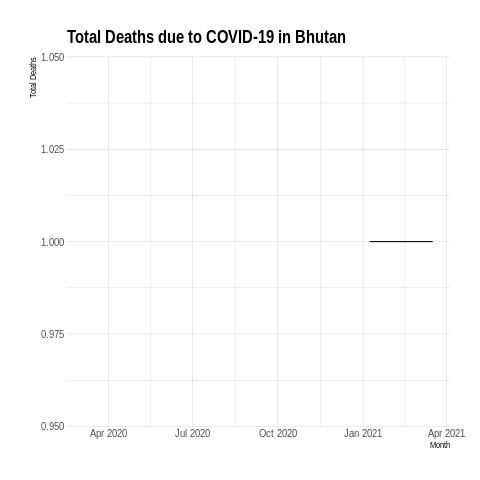 Total Deaths due to COVID-19 in Bhutan
Total Deaths
1.050
1.025
1.000
0.975
0.950
Apr 2020
Jul 2020
Oct 2020
Jan 2021
Apr 2021
Month